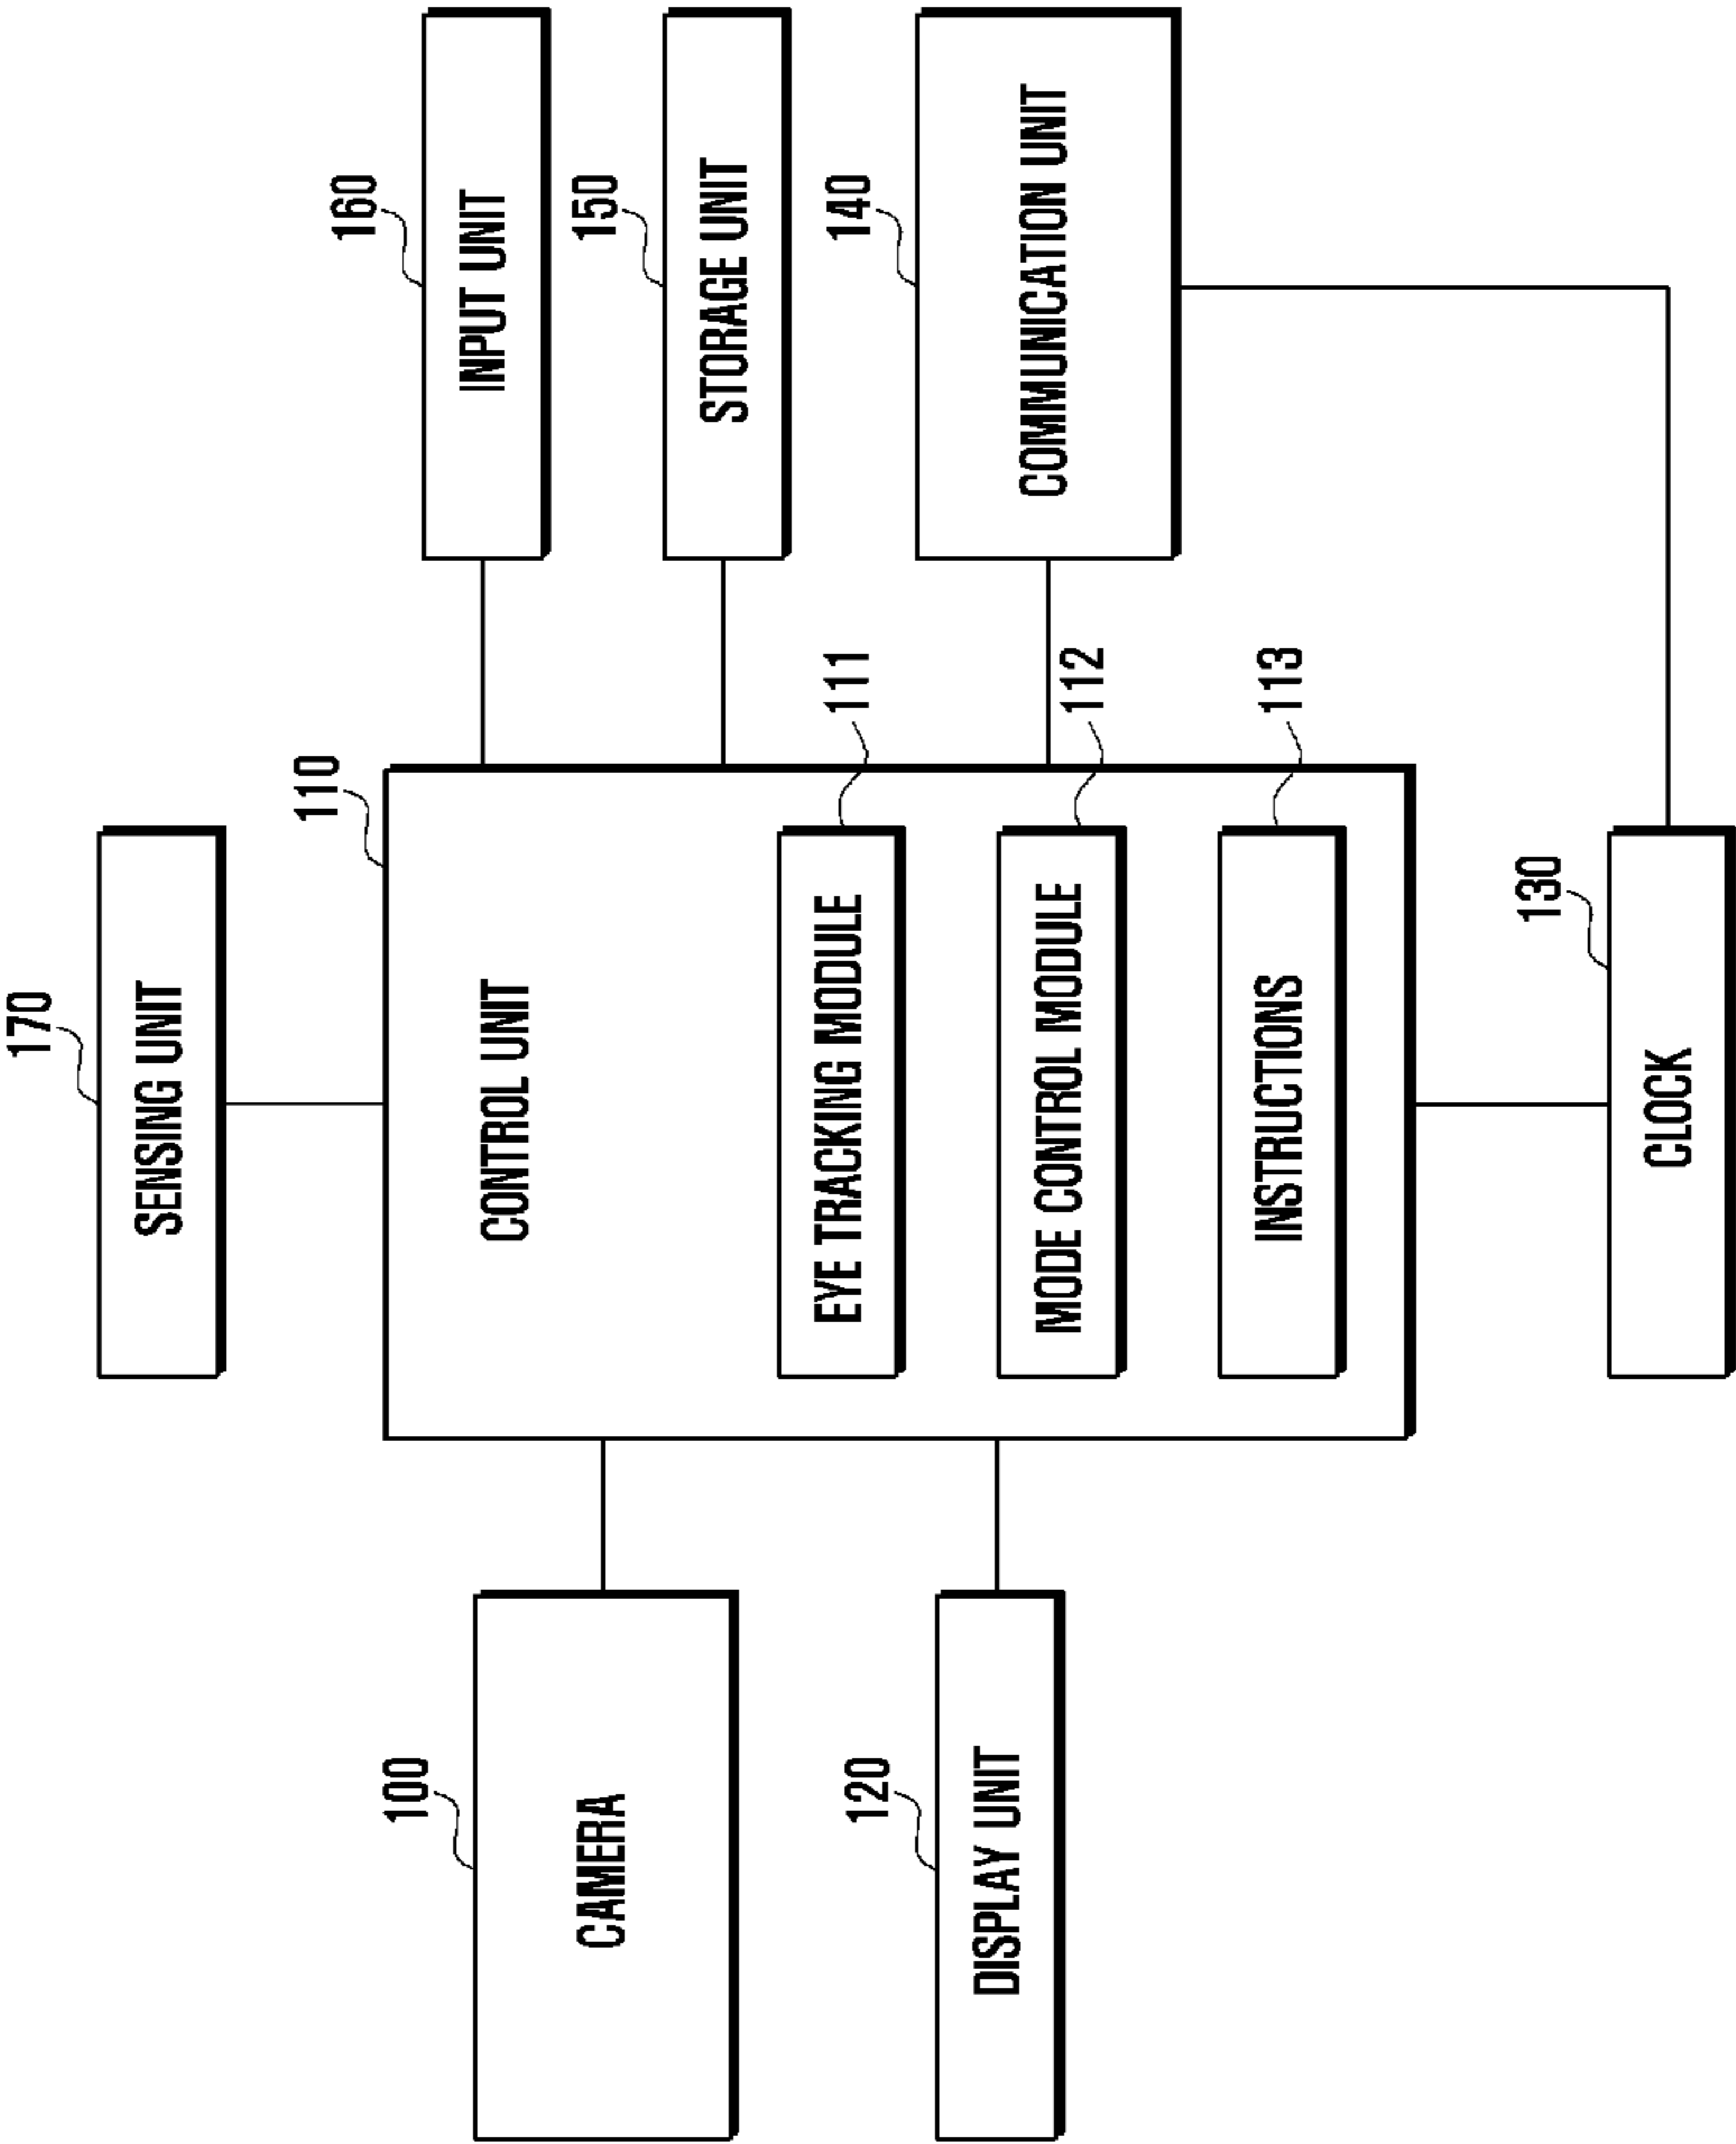 170
SENSING UNIT
110
CONTROL UNIT
160
INPUT UNIT
100
CAMERA
150
STORAGE UNIT
111
EYE TRACKING MODULE
120
DISPLAY UNIT
140
COMMUNICATION UNIT
112
MODE CONTROL MODULE
113
INSTRUCTIONS
130
CLOCK